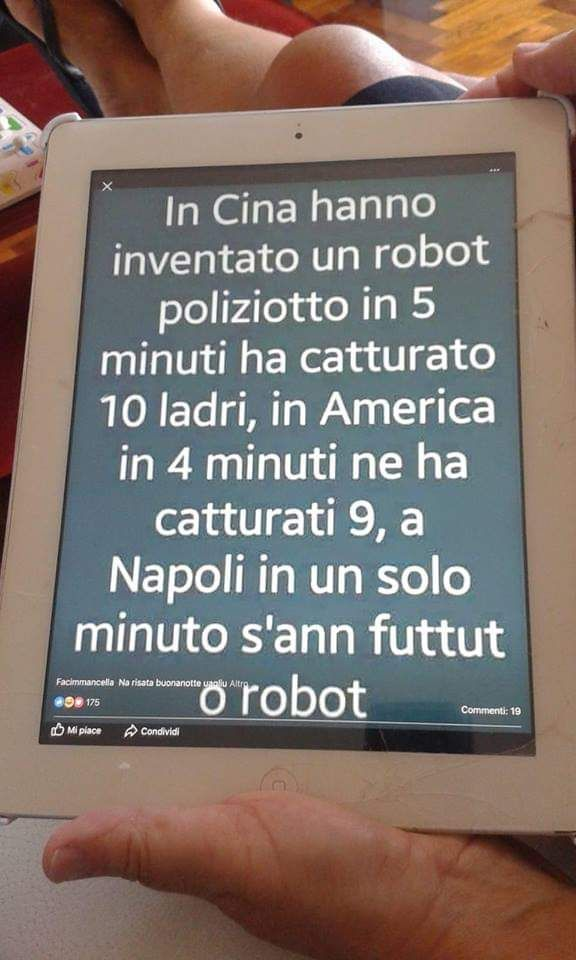 In Cina hanno
inventato un robot
poliziotto in 5
minuti ha catturato
10 ladri, in America
in 4 minuti ne ha
catturati 9, a
Napoli in un solo
minuto s'ann futtut
o robot
Facimmancella Na risata buonanotte uagliu Altro
175
Commenti: 19
Mi piace
Condividi